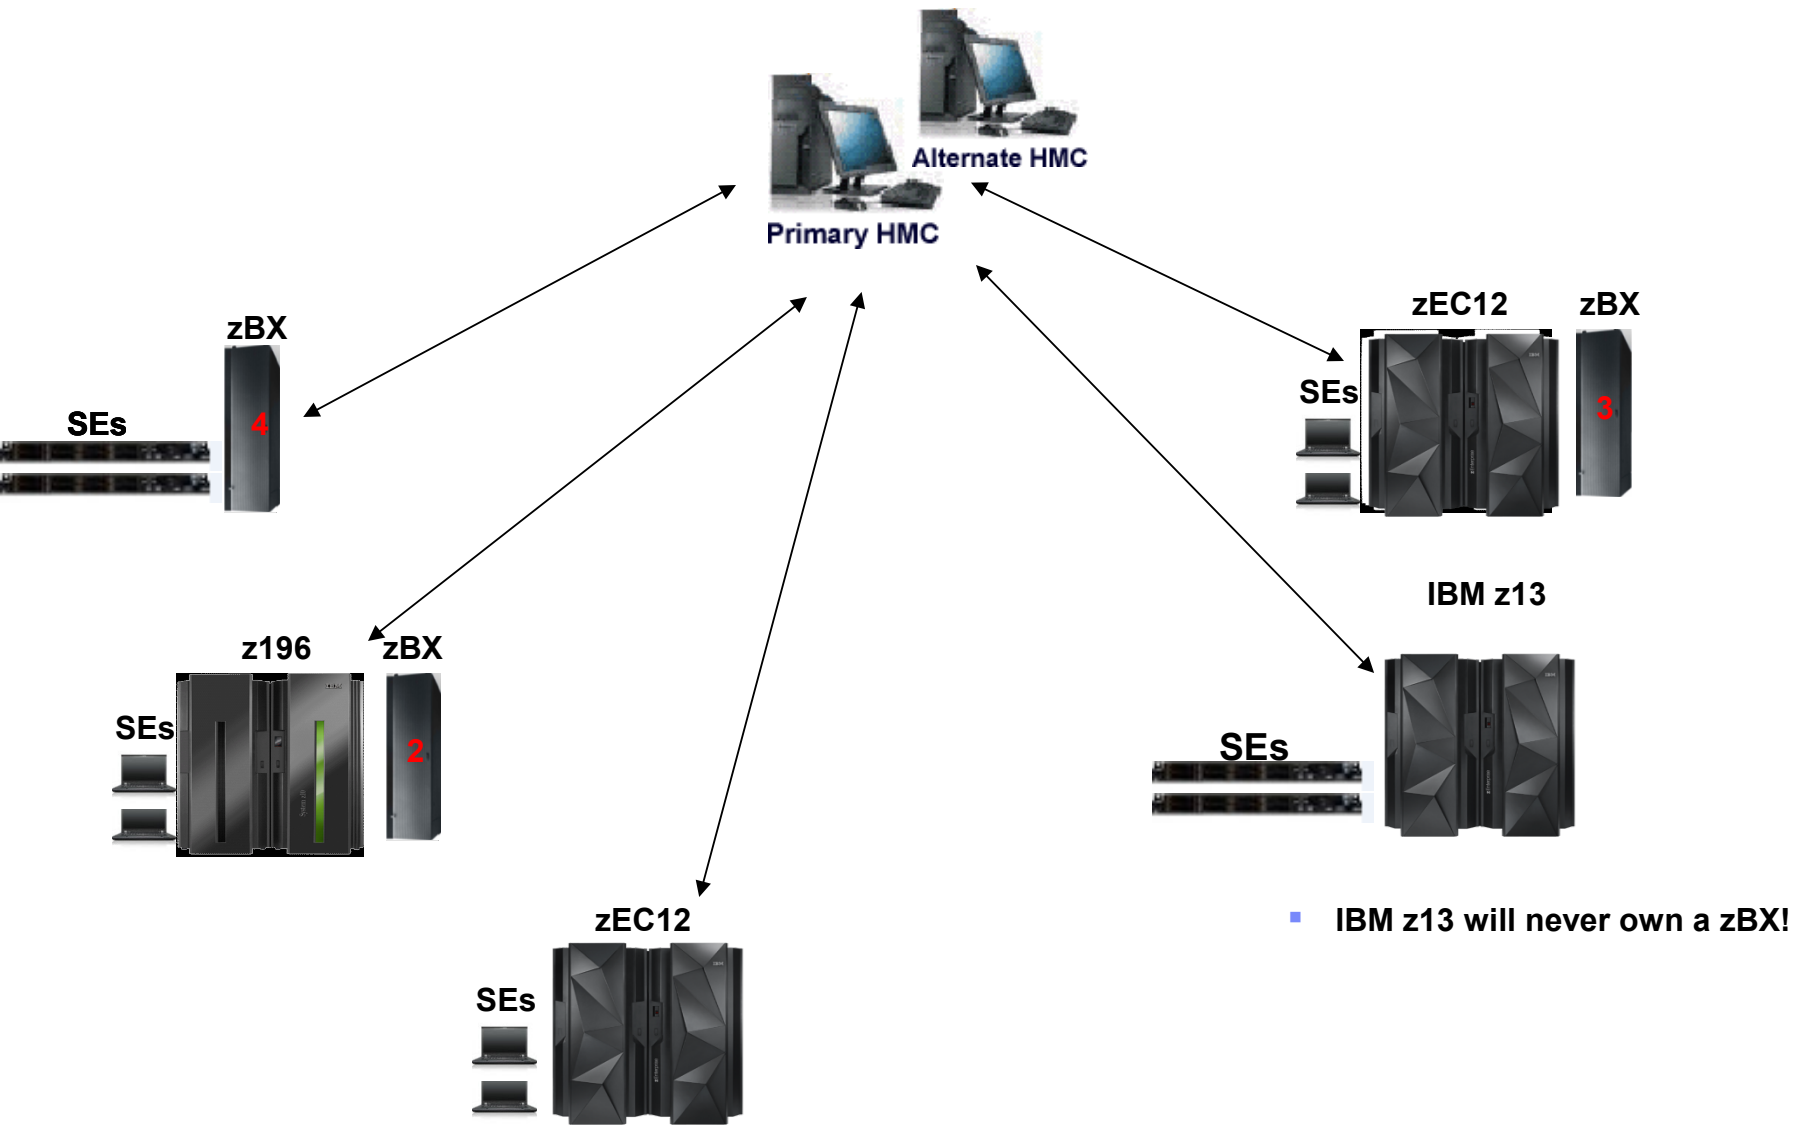 Alternate HMC
Primary HMC
zEC12
zBX
zBX
SEs
3
SEs
4
IBM z13
z196
zBX
SEs
2
SEs
IBM z13 will never own a zBX!
zEC12
SEs